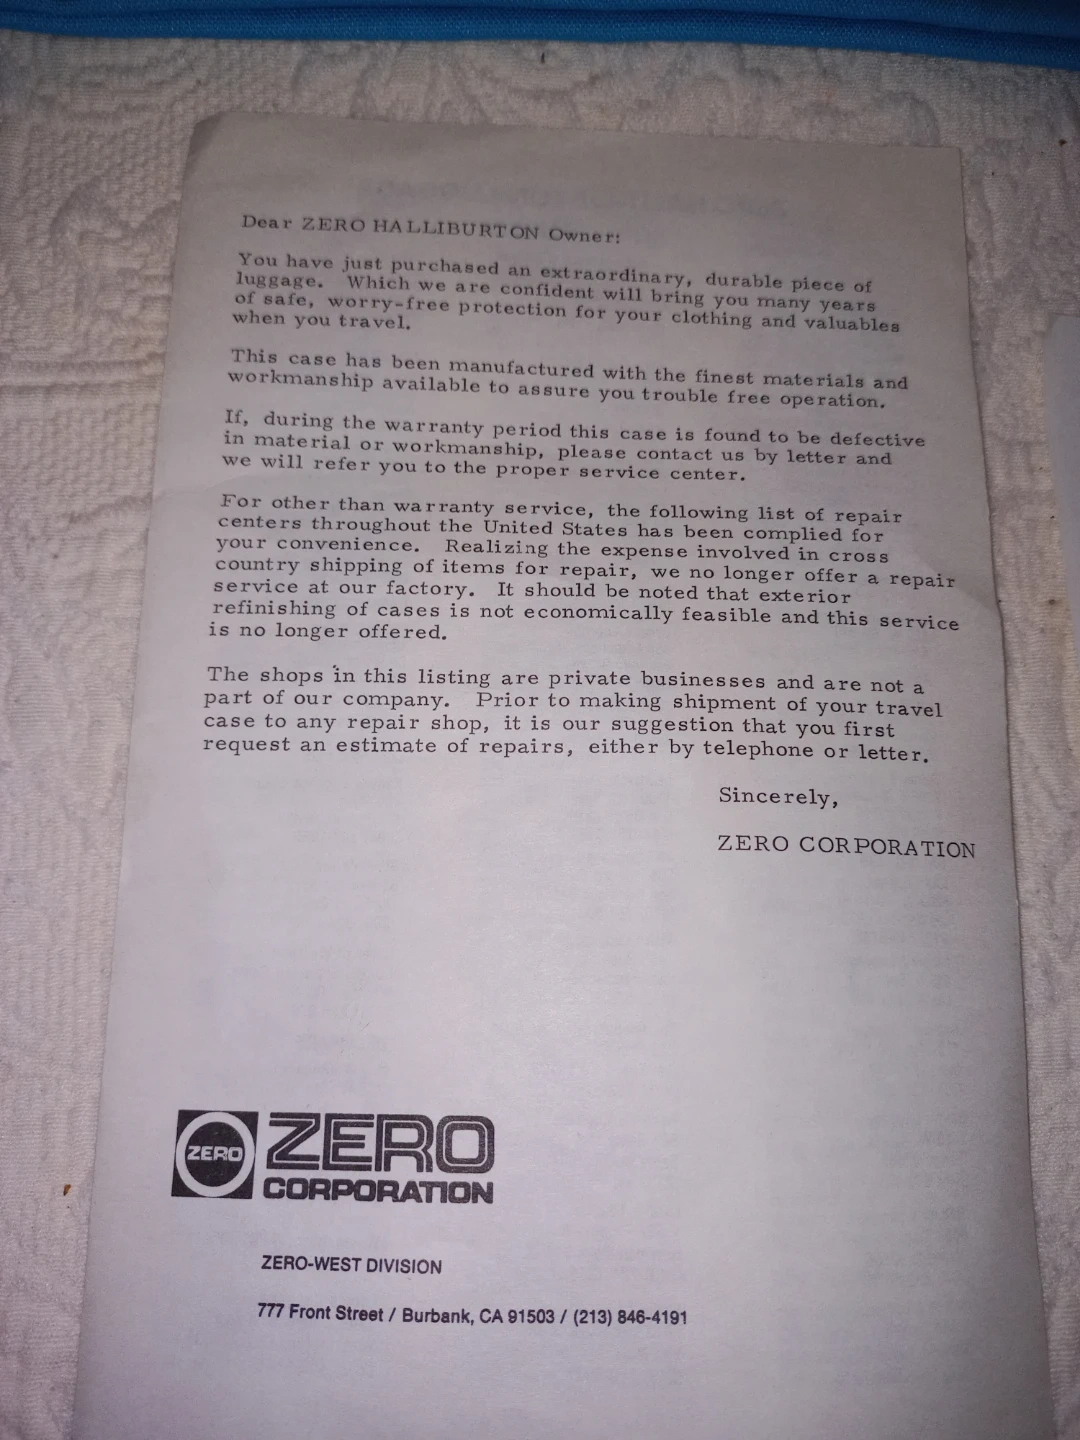 Dear ZERO HALLIBURTON Owner:
You have just purchased an extraordinary, durable piece of
luggage. Which we are confident will bring you many years
of safe, worry-free protection for your clothing and valuables
when you travel.
This case has been manufactured with the finest materials and
workmanship available to assure you trouble free operation.
If, during the warranty period this case is found to be defective
in material or workmanship, please contact us by letter and
we will refer you to the proper service center.
For other than warranty service, the following list of repair
centers throughout the United States has been complied for
your convenience. Realizing the expense involved in cross
country shipping of items for repair, we no longer offer a repair
service at our factory. It should be noted that exterior
refinishing of cases is not economically feasible and this service
is no longer offered.
The shops in this listing are private businesses and are not a
part of our company. Prior to making shipment of your travel
case to any repair shop, it is our suggestion that you first
request an estimate of repairs, either by telephone or letter.
Sincerely,
ZERO CORPORATION
ZERO
ZERO
CORPORATION
ZERO-WEST DIVISION
777 Front Street / Burbank, CA 91503 / (213) 846-4191